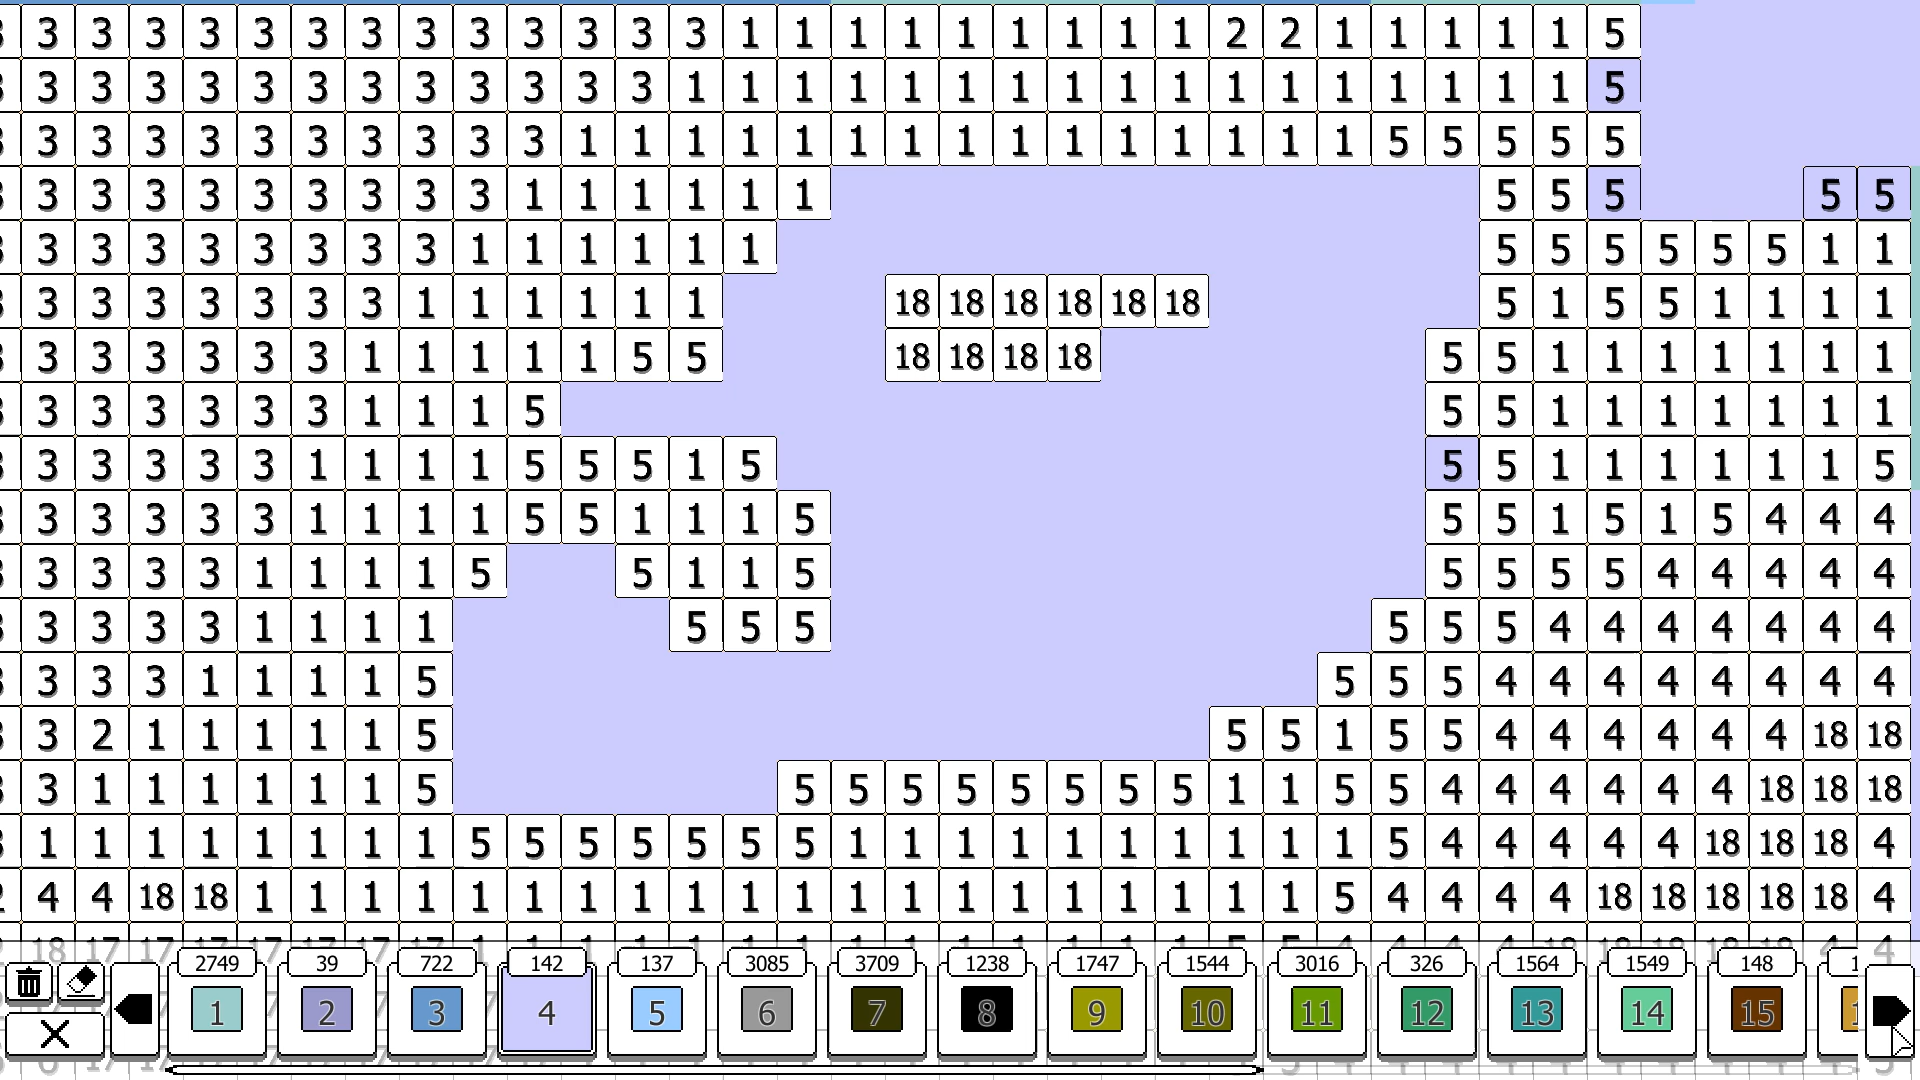 3 3 3 3 3 3 3 3 3 3 3 3 3 1 1 1 1 1 1 1 1 1 2 2 1 1 1 1 1 5
3 3 3 3 3 3 3 3 3 3 3 3 1 1 1 1 1 1 1 1 1 1 1 1 1 1 1 1 1 5
3 3 3 3 3 3 3 3 3 3 1 1 1 1 1 1 1 1 1 1 1 1 1 1 1 5 5 5 5 5
3 3 3 3 3 3 3 3 3 1 1 1 1 1 1 5 5 5 5 5
3 3 3 3 3 3 3 3 1 1 1 1 1 1 5 5 5 5 5 5 1 1
3 3 3 3 3 3 3 1 1 1 1 1 1 18 18 18 18 18 18 5 1 5 5 1 1 1 1
3 3 3 3 3 3 1 1 1 1 1 5 5 18 18 18 18 5 5 1 1 1 1 1 1 1
3 3 3 3 3 3 1 1 1 5 5 5 1 1 1 1 1 1 1
3 3 3 3 3 1 1 1 1 5 5 5 1 5 5 5 1 1 1 1 1 1 5
3 3 3 3 3 1 1 1 1 5 5 1 1 1 5 5 5 1 5 1 5 4 4 4
3 3 3 3 1 1 1 1 5 5 1 1 5 5 5 5 5 4 4 4 4 4
3 3 3 3 1 1 1 1 5 5 5 5 5 5 4 4 4 4 4 4 4
3 3 3 1 1 1 1 5 5 5 5 4 4 4 4 4 4 4 4
3 2 1 1 1 1 1 5 5 5 1 5 5 4 4 4 4 4 4 18 18
3 1 1 1 1 1 1 5 5 5 5 5 5 5 5 5 1 1 5 5 4 4 4 4 4 4 18 18 18
1 1 1 1 1 1 1 1 5 5 5 5 5 5 5 1 1 1 1 1 1 1 1 1 1 5 4 4 4 4 4 18 18 18 4
4 4 18 18 1 1 1 1 1 1 1 1 1 1 1 1 1 1 1 1 1 1 1 1 5 4 4 4 4 18 18 18 18 18 4
2749 39 722 142 137 3085 3709 1238 1747 1544 3016 326 1564 1549 148
1 2 3 4 5 6 7 8 9 10 11 12 13 14 15